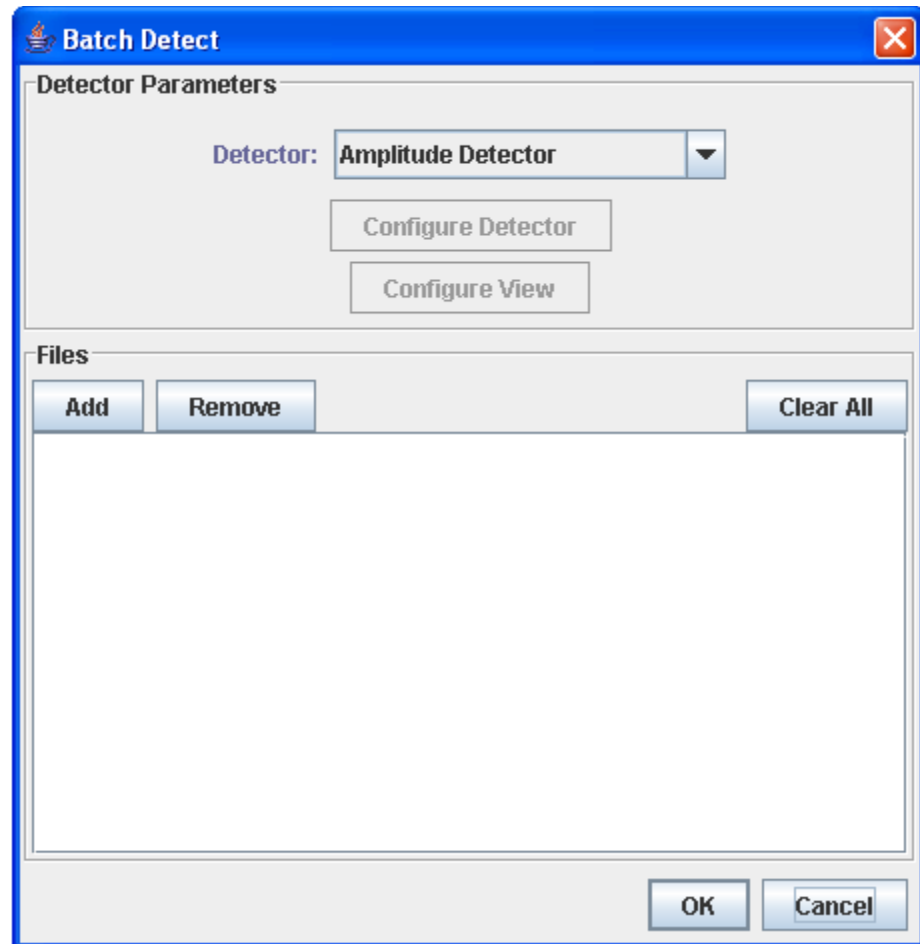 Batch Detect
Detector Parameters
Detector: Amplitude Detector
Configure Detector
Configure View
Files
Add Remove Clear All
OK Cancel